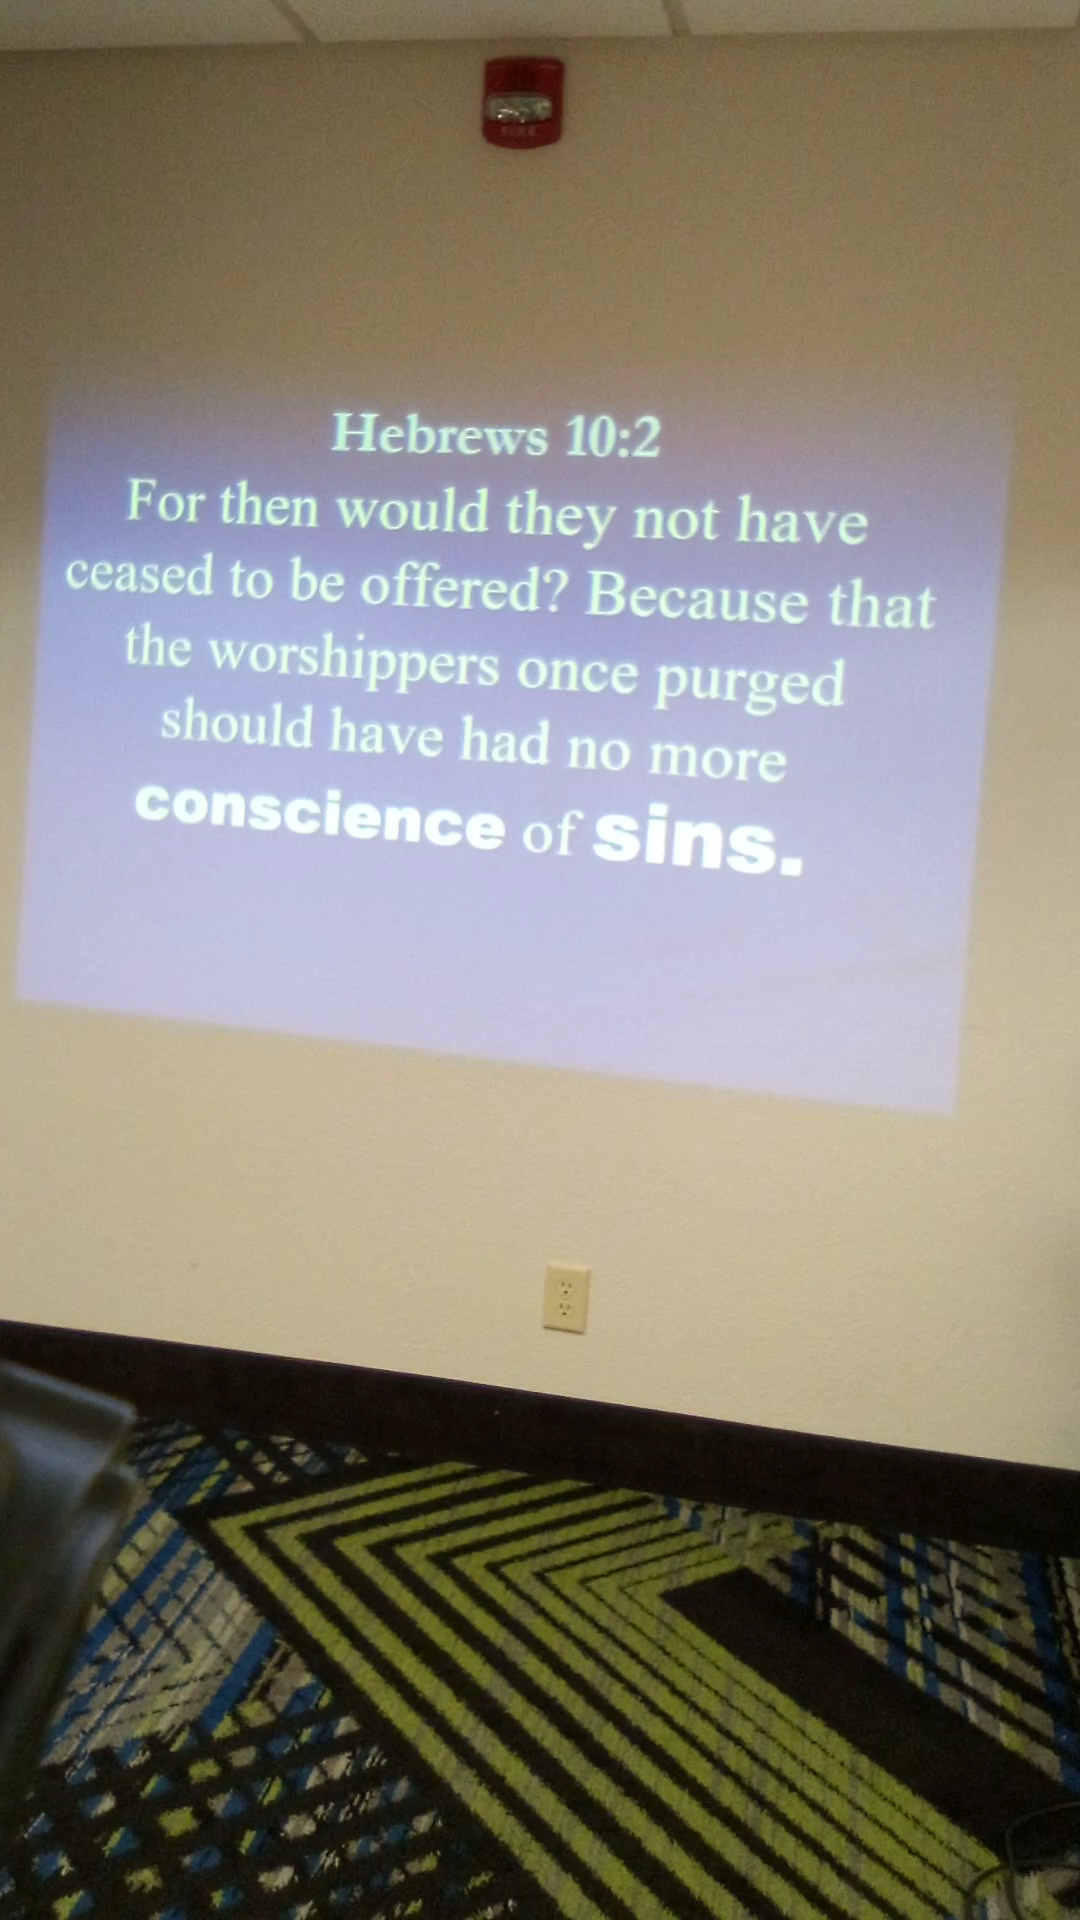 FIRE
Hebrews 10:2
For then would they not have
ceased to be offered? Because that
the worshippers once purged
should have had no more
conscience of sins.